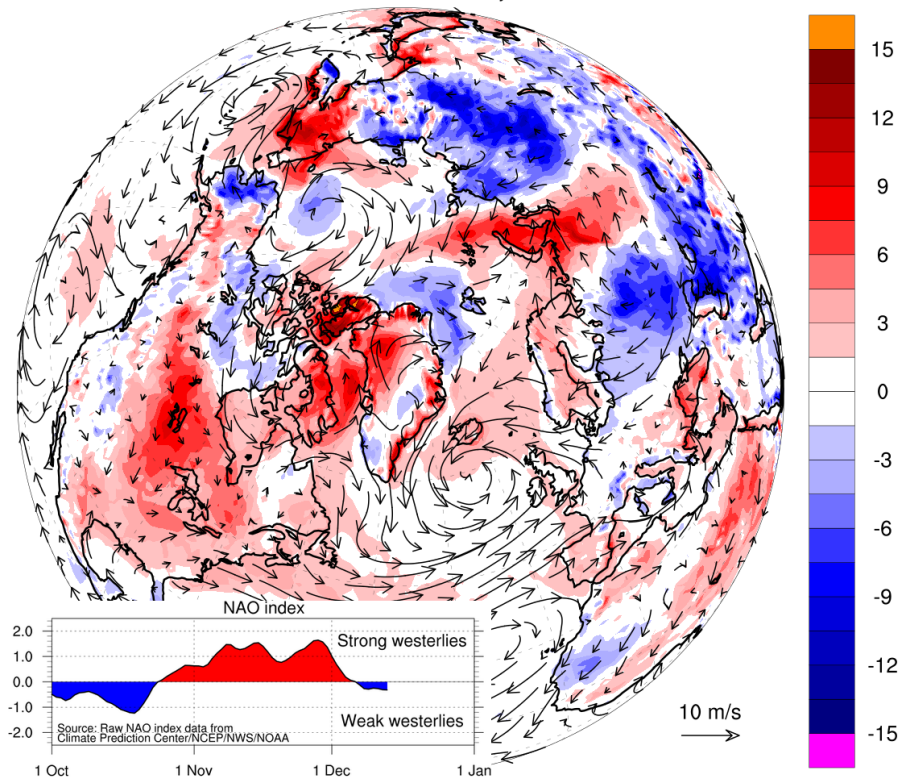 15
12
9
6
3
0
-3
-6
-9
-12
-15
10 m/s
NAO index
2.0
1.0
0.0
-1.0
-2.0
Strong westerlies
Weak westerlies
Source: Raw NAO index data from
Climate Prediction Center/NCEP/NWS/NOAA
1 Oct
1 Nov
1 Dec
1 Jan